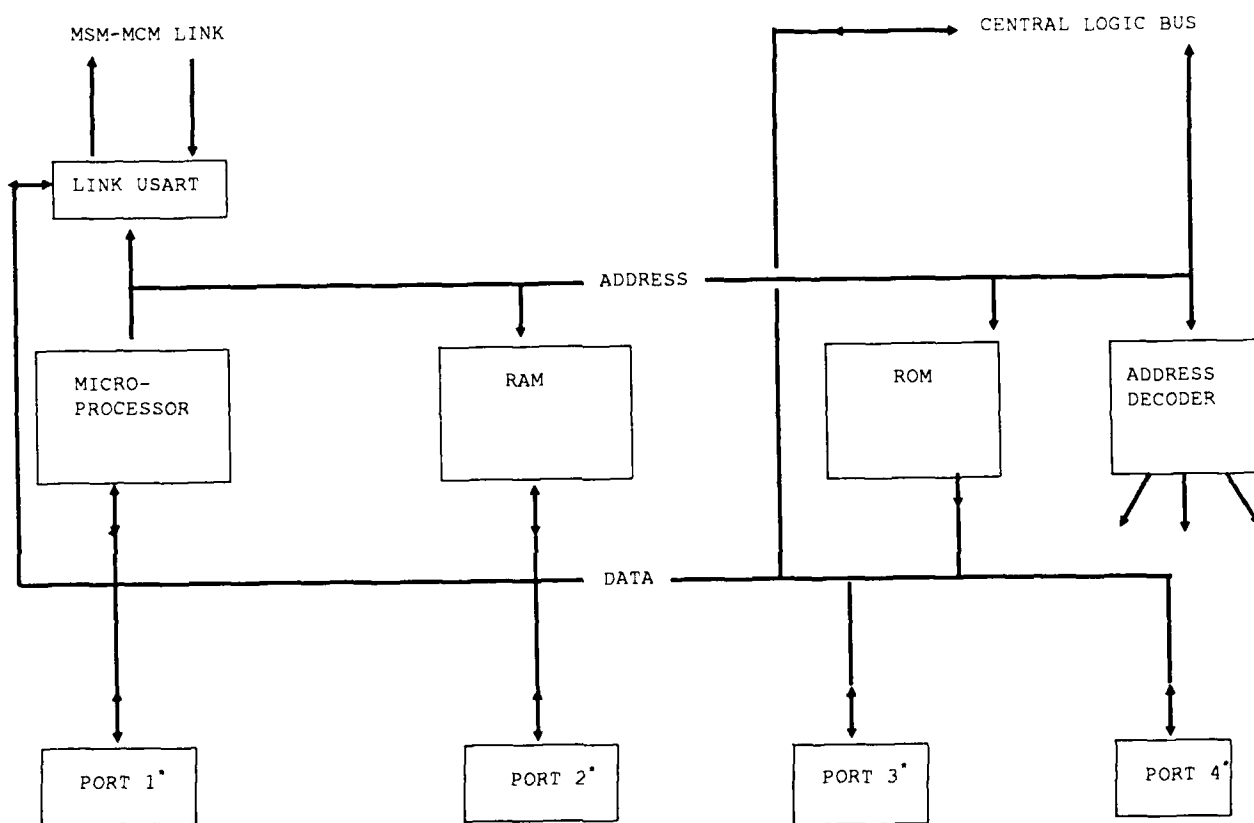 MSM-MCM LINK
CENTRAL LOGIC BUS
LINK USART
ADDRESS
MICRO-
PROCESSOR
RAM
ROM
ADDRESS
DECODER
DATA
PORT 1*
PORT 2*
PORT 3*
PORT 4*